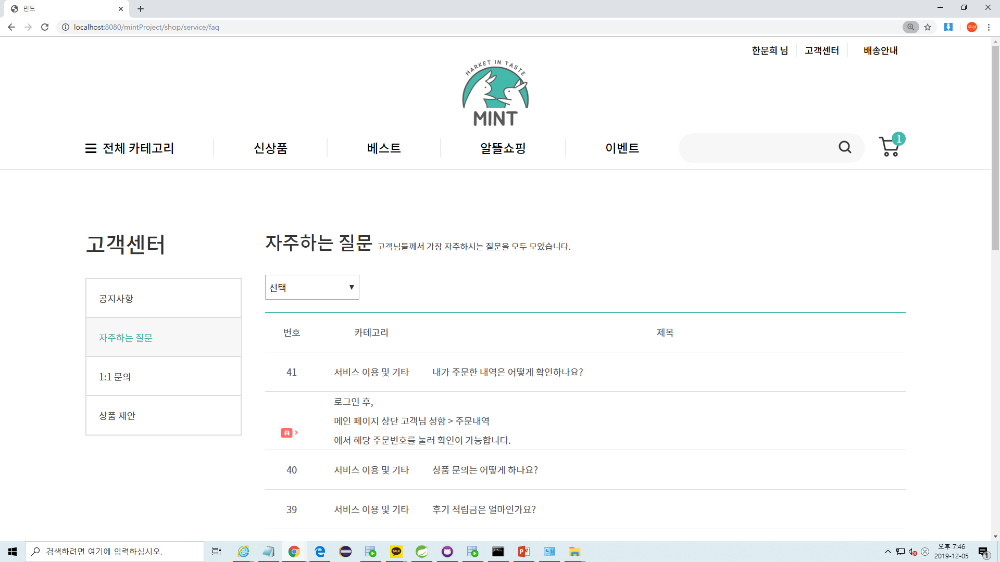 민트
localhost:8080/mintProject/shop/service/faq
무선
한문희 님
고객센터
배송안내
MARKET IN TASTE
MINT
전체 카테고리
신상품
베스트
알뜰쇼핑
이벤트
1
고객센터
공지사항
자주하는 질문
1:1 문의
상품 제안
자주하는 질문 고객님들께서 가장 자주하시는 질문을 모두 모았습니다.
선택
번호 카테고리 제목
41 서비스 이용 및 기타 내가 주문한 내역은 어떻게 확인하나요?
로그인 후,
메인 페이지 상단 고객님 성함 > 주문내역
A
에서 해당 주문번호를 눌러 확인이 가능합니다.
40 서비스 이용 및 기타 상품 문의는 어떻게 하나요?
39 서비스 이용 및 기타 후기 적립금은 얼마인가요?
검색하려면 여기에 입력하십시오.
TALK
오후 7:46
2019-12-05
1